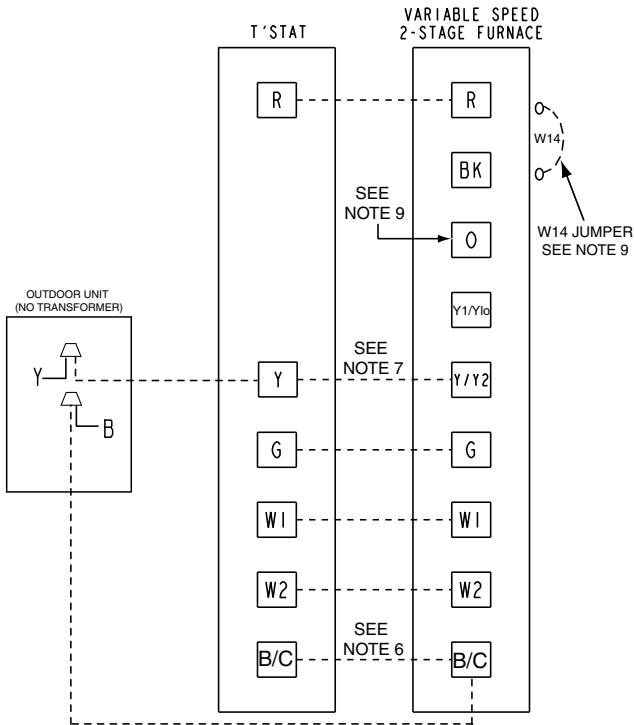 T'STAT
VARIABLE SPEED
2-STAGE FURNACE
R
R
W14
BK
SEE
NOTE 9
O
W14 JUMPER
SEE NOTE 9
OUTDOOR UNIT
(NO TRANSFORMER)
Y1/Ylo
Y
SEE
NOTE 7
Y
Y/Y2
B
G
G
W1
W1
W2
W2
SEE
NOTE 6
B/C
B/C